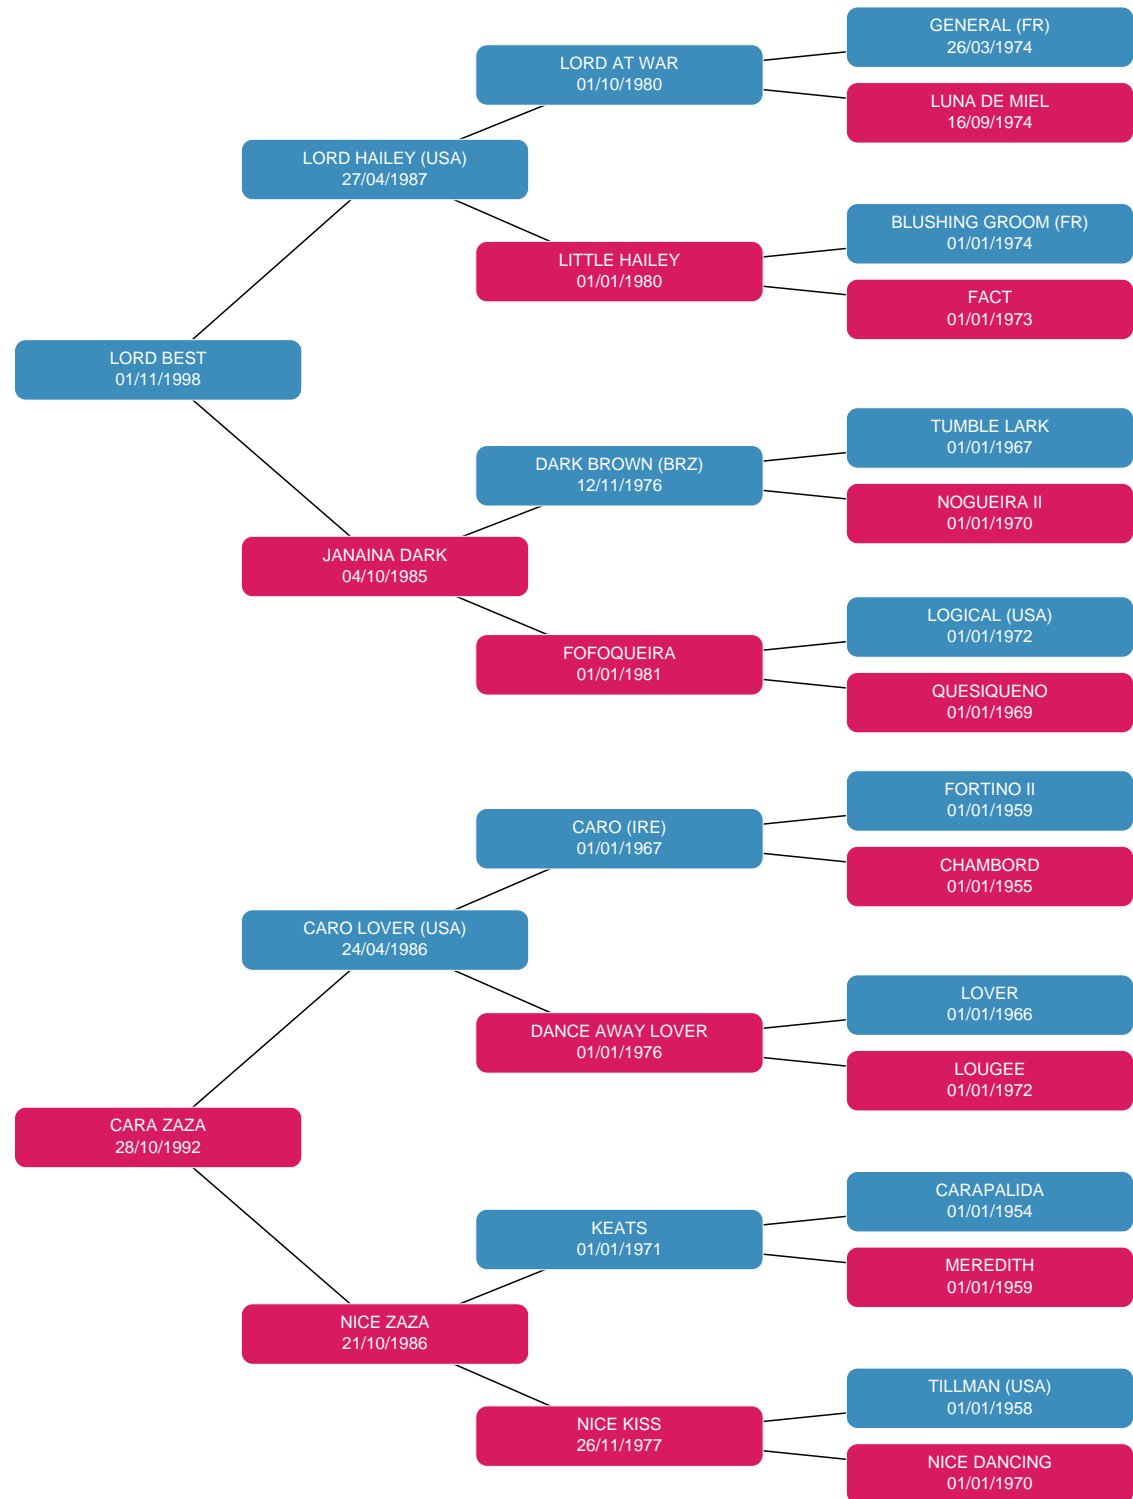 GENERAL (FR)
26/03/1974
LORD AT WAR
01/10/1980
LUNA DE MIEL
16/09/1974
LORD HAILEY (USA)
27/04/1987
BLUSHING GROOM (FR)
01/01/1974
LITTLE HAILEY
01/01/1980
FACT
01/01/1973
LORD BEST
01/11/1998
TUMBLE LARK
01/01/1967
DARK BROWN (BRZ)
12/11/1976
NOGUEIRA II
01/01/1970
JANAINA DARK
04/10/1985
LOGICAL (USA)
01/01/1972
FOFOQUEIRA
01/01/1981
QUESIQUENO
01/01/1969
FORTINO II
01/01/1959
CARO (IRE)
01/01/1967
CHAMBORD
01/01/1955
CARO LOVER (USA)
24/04/1986
LOVER
01/01/1966
DANCE AWAY LOVER
01/01/1976
LOUGEE
01/01/1972
CARA ZAZA
28/10/1992
CARAPALIDA
01/01/1954
KEATS
01/01/1971
MEREDITH
01/01/1959
NICE ZAZA
21/10/1986
TILLMAN (USA)
01/01/1958
NICE KISS
26/11/1977
NICE DANCING
01/01/1970